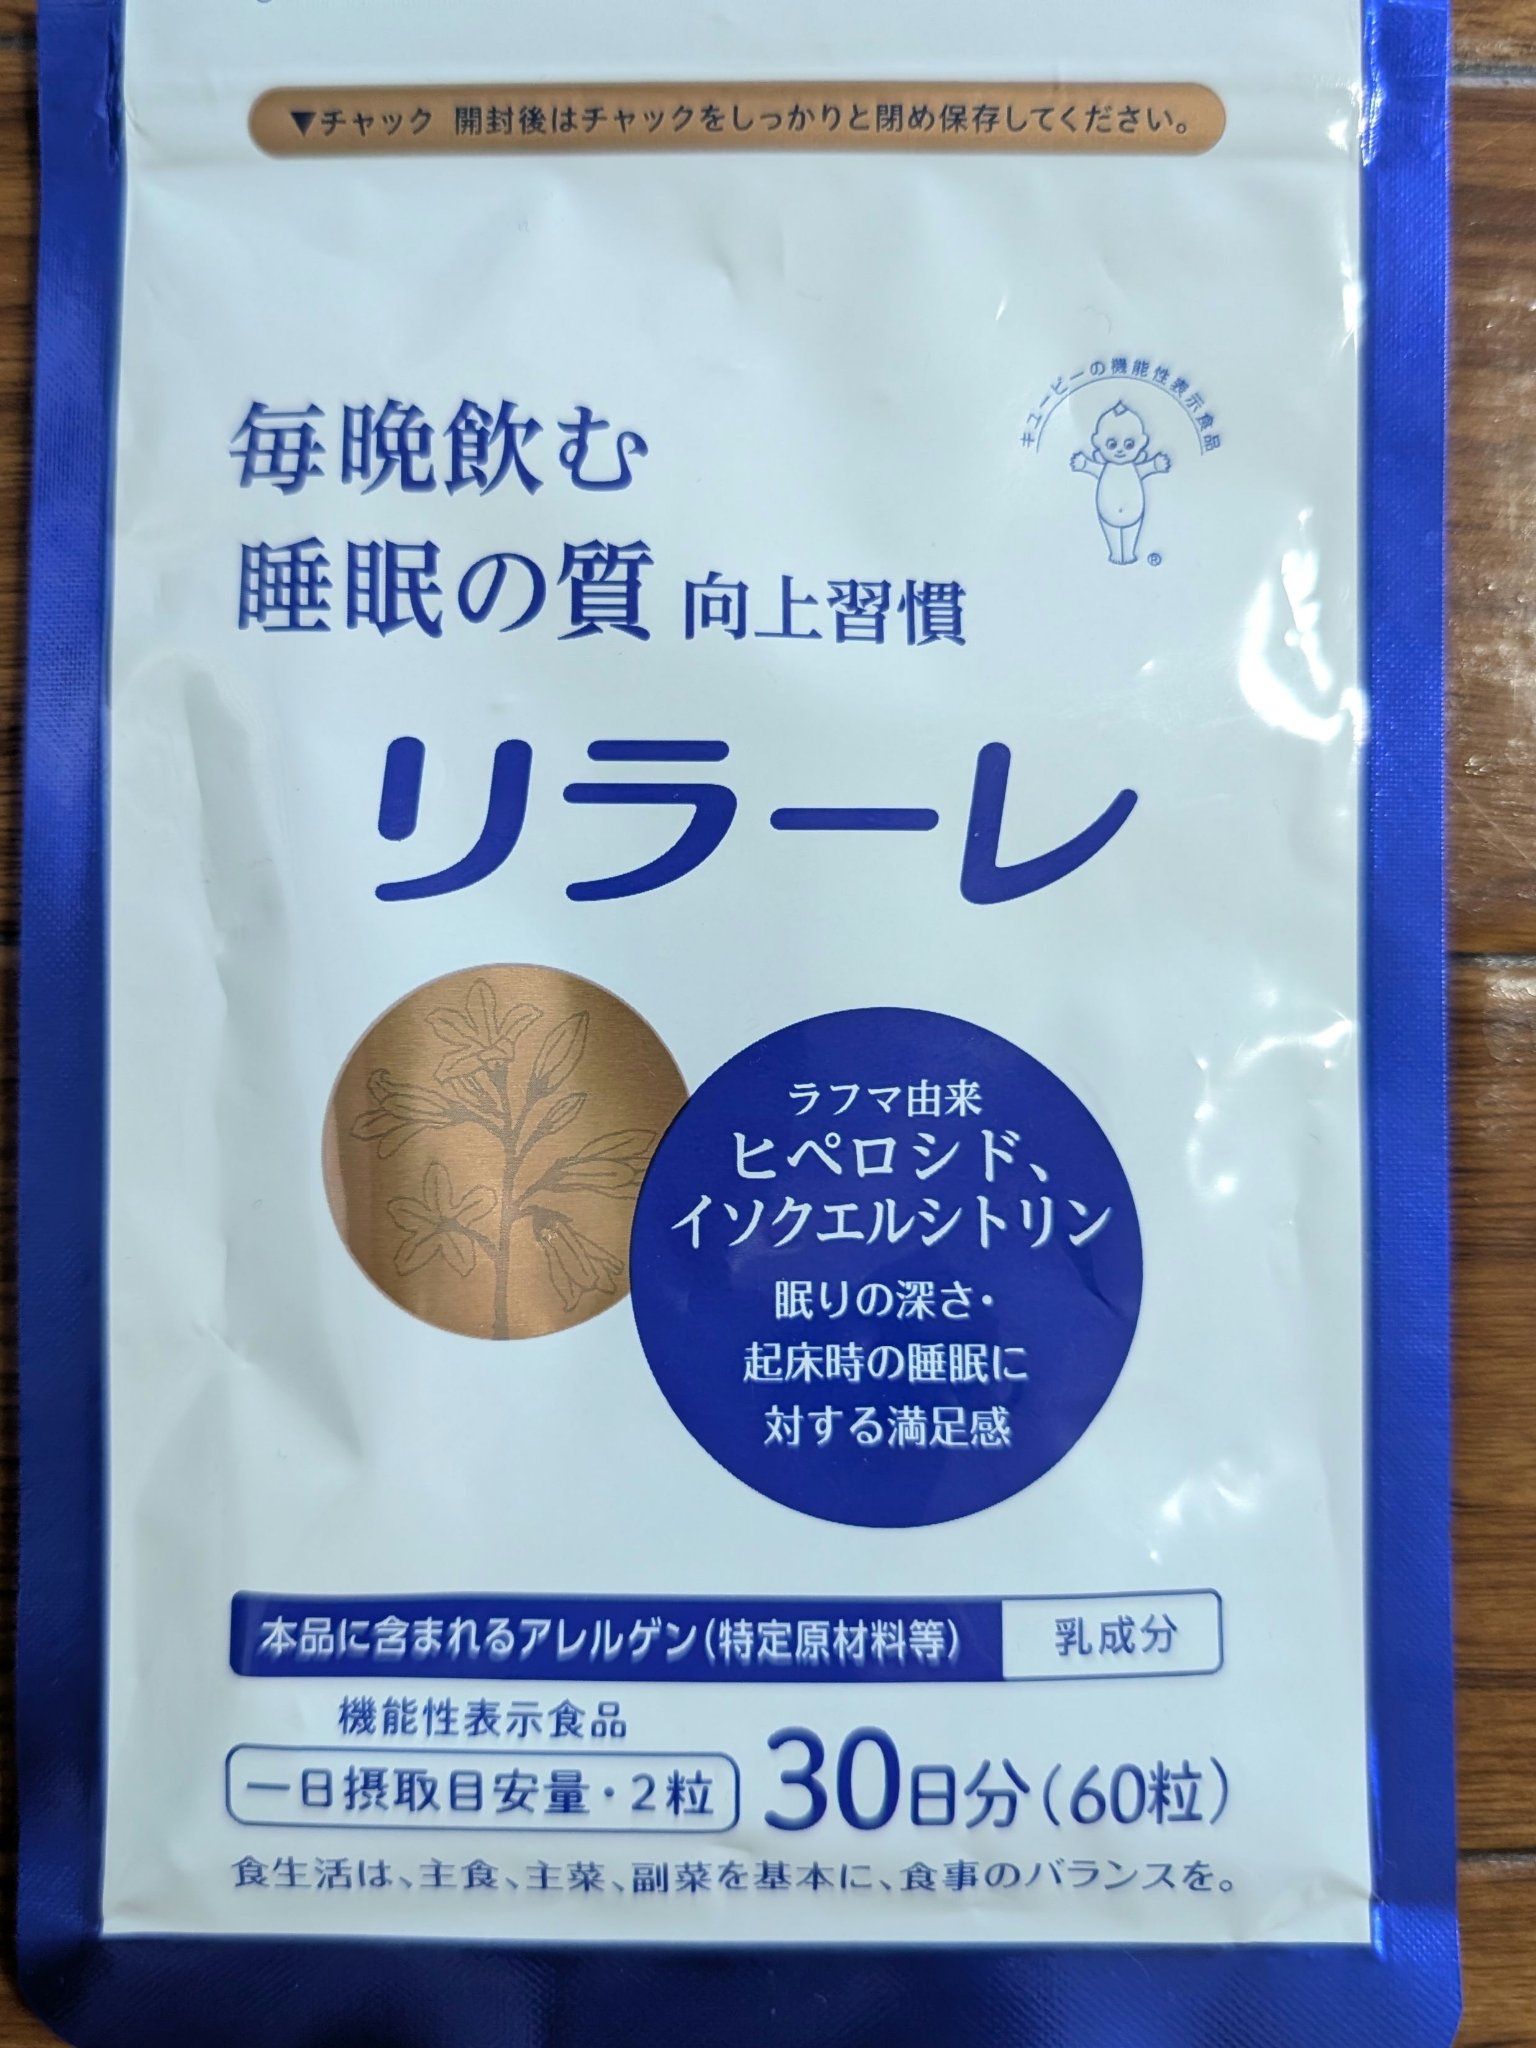 ▼チャック 開封後はチャックをしっかりと閉め保存してください。
キユーピーの機能性表示食品
®
毎晩飲む
睡眠の質 向上習慣
リラーレ
ラフマ由来
ヒペロシド、
イソクエルシトリン
眠りの深さ・
起床時の睡眠に
対する満足感
本品に含まれるアレルゲン(特定原材料等) 乳成分
機能性表示食品
一日摂取目安量・2粒 30日分(60粒)
食生活は、主食、主菜、副菜を基本に、食事のバランスを。